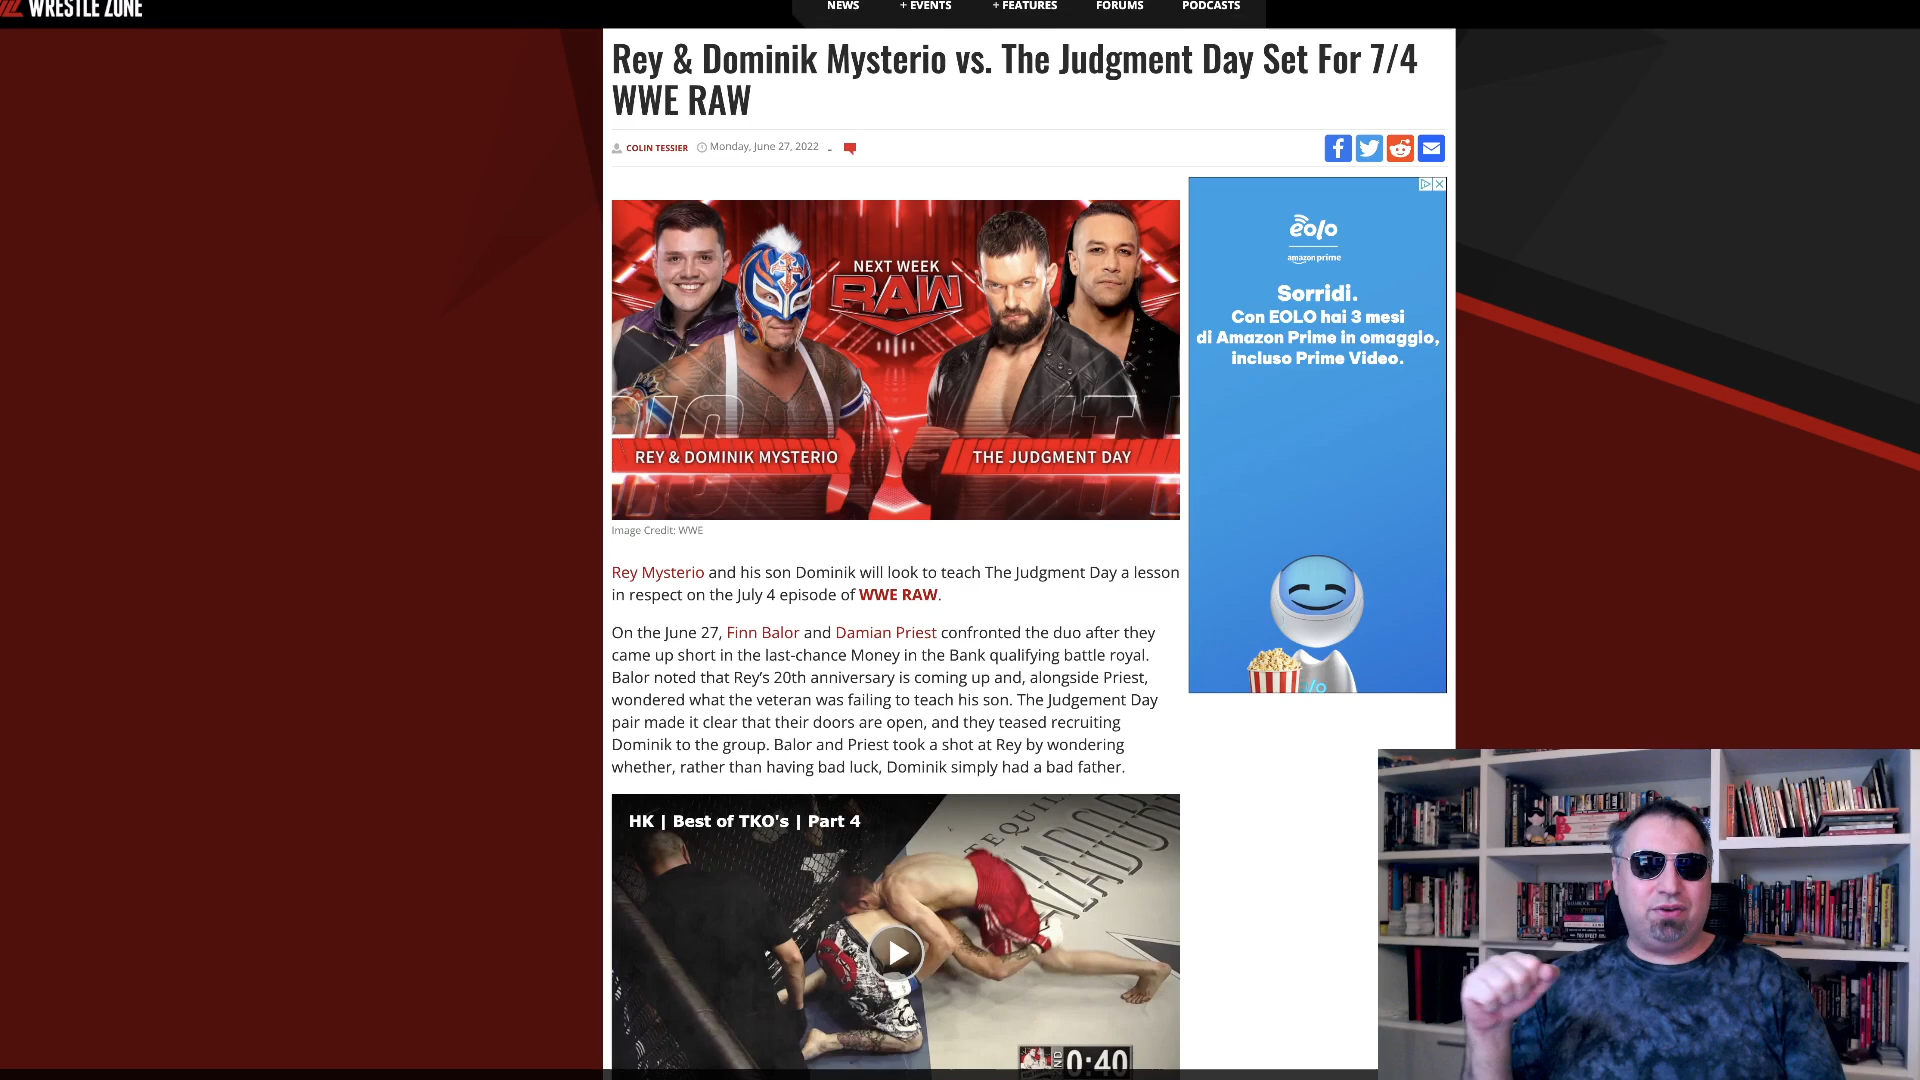 WRESTLE ZONE
NEWS
+ EVENTS
+ FEATURES
FORUMS
PODCASTS
Rey & Dominik Mysterio vs. The Judgment Day Set For 7/4
WWE RAW
COLIN TESSIER
Monday, June 27, 2022
NEXT WEEK
RAW
REY & DOMINIK MYSTERIO
THE JUDGMENT DAY
Image Credit: WWE
eolo
amazon prime
Sorridi.
Con EOLO hai 3 mesi
di Amazon Prime in omaggio,
incluso Prime Video.
Rey Mysterio and his son Dominik will look to teach The Judgment Day a lesson
in respect on the July 4 episode of WWE RAW.
On the June 27, Finn Balor and Damian Priest confronted the duo after they
came up short in the last-chance Money in the Bank qualifying battle royal.
Balor noted that Rey’s 20th anniversary is coming up and, alongside Priest,
wondered what the veteran was failing to teach his son. The Judgement Day
pair made it clear that their doors are open, and they teased recruiting
Dominik to the group. Balor and Priest took a shot at Rey by wondering
whether, rather than having bad luck, Dominik simply had a bad father.
HK | Best of TKO's | Part 4
0:40